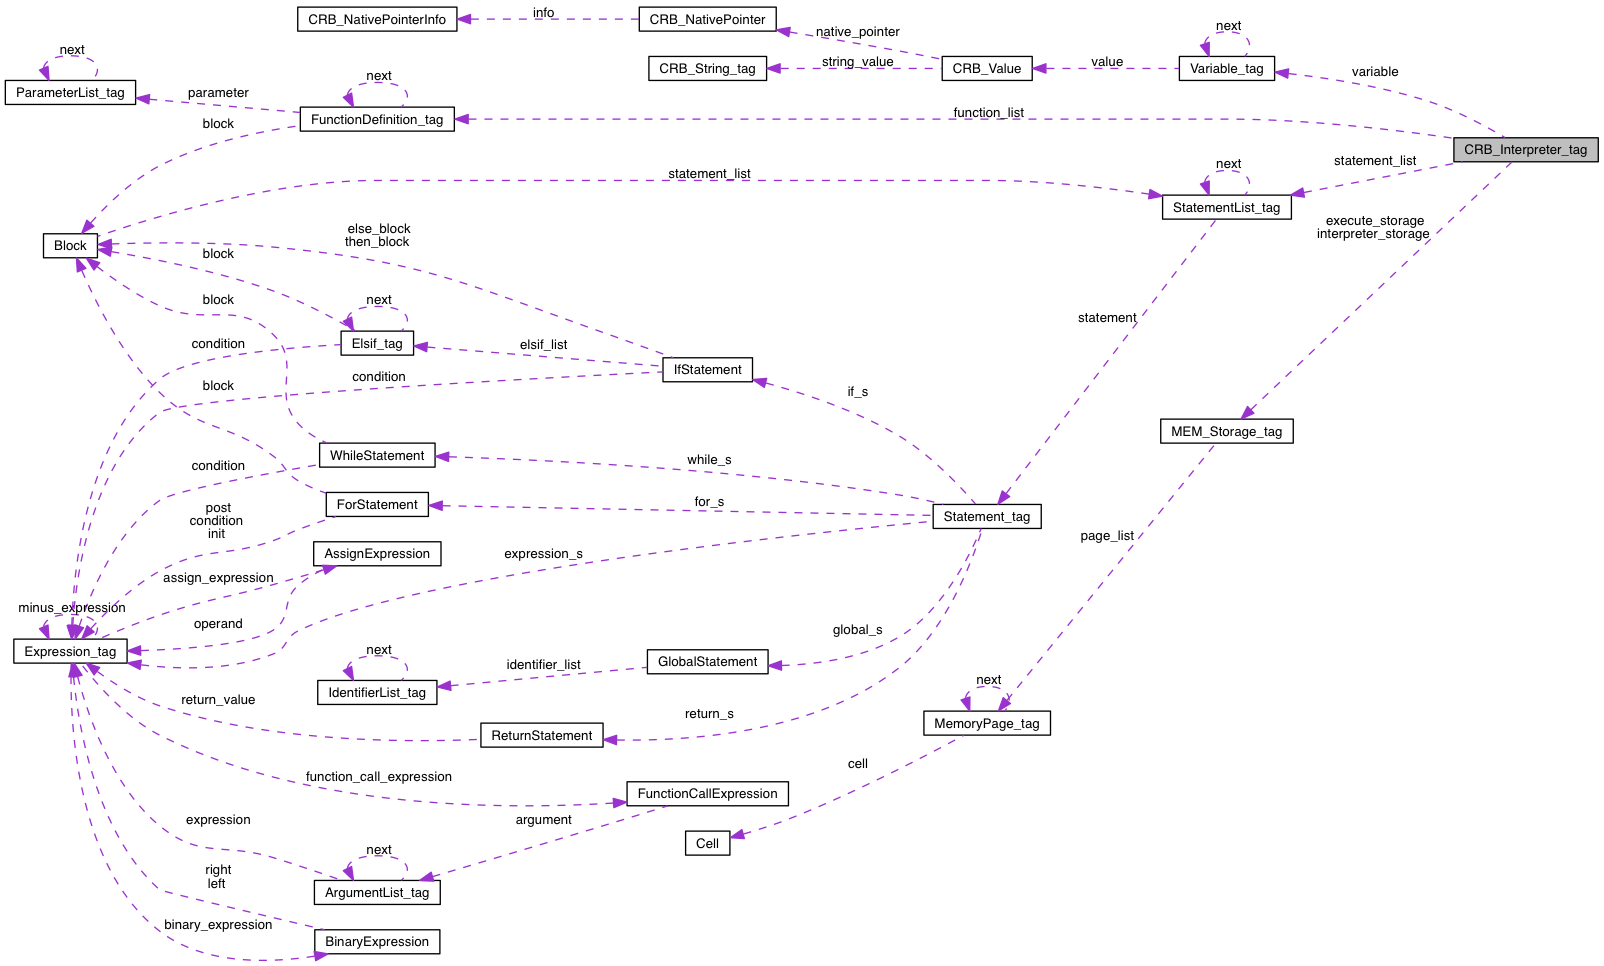 CRB_NativePointerInfo
info
CRB_NativePointer
next
native_pointer
next
CRB_String_tag
string_value
CRB_Value
value
Variable_tag
variable
ParameterList_tag
parameter
next
FunctionDefinition_tag
function_list
block
CRB_Interpreter_tag
statement_list
next
statement_list
StatementList_tag
execute_storage
interpreter_storage
Block
else_block
then_block
block
block
next
statement
condition
Elsif_tag
elsif_list
IfStatement
block
condition
if_s
MEM_Storage_tag
WhileStatement
while_s
condition
ForStatement
for_s
post
condition
init
Statement_tag
page_list
AssignExpression
expression_s
assign_expression
minus_expression
operand
global_s
Expression_tag
next
identifier_list
GlobalStatement
IdentifierList_tag
next
return_value
return_s
MemoryPage_tag
ReturnStatement
cell
function_call_expression
FunctionCallExpression
expression
argument
Cell
next
right
left
ArgumentList_tag
binary_expression
BinaryExpression